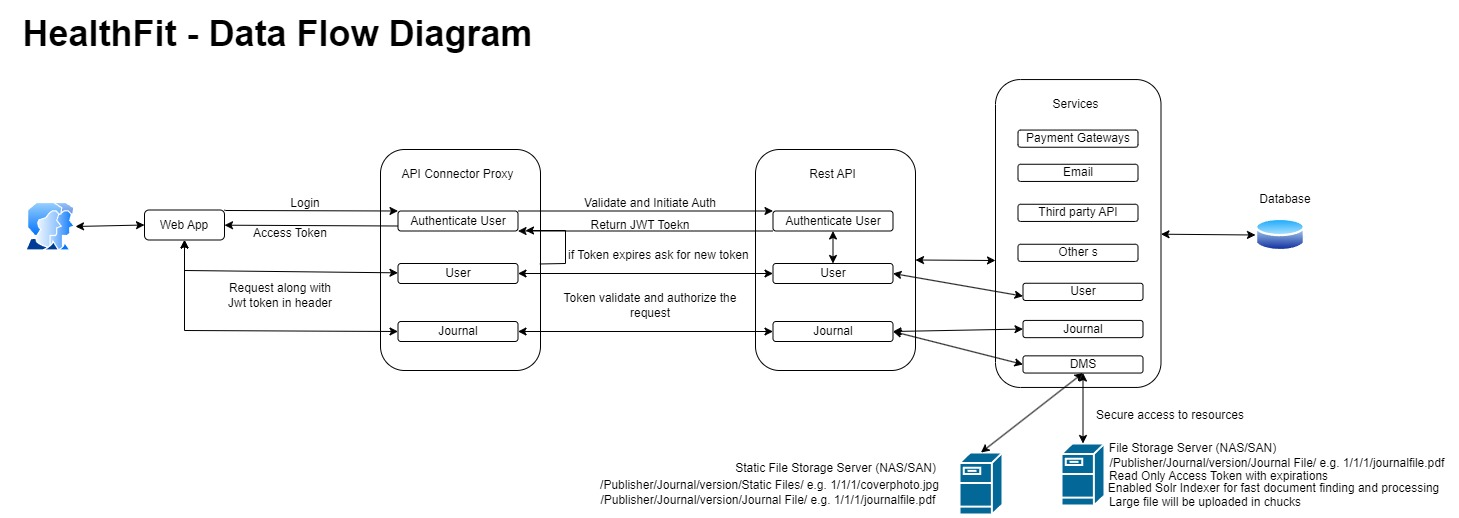 HealthFit - Data Flow Diagram
Services
Payment Gateways
Email
Third party API
Other s
User
Journal
DMS
API Connector Proxy
Authenticate User
User
Journal
Rest API
Authenticate User
User
Journal
Web App
Login
Access Token
Request along with
Jwt token in header
Validate and Initiate Auth
Return JWT Toekn
if Token expires ask for new token
Token validate and authorize the
request
Database
Secure access to resources
Static File Storage Server (NAS/SAN)
/Publisher/Journal/version/Static Files/ e.g. 1/1/1/coverphoto.jpg
/Publisher/Journal/version/Journal File/ e.g. 1/1/1/journalfile.pdf
File Storage Server (NAS/SAN)
/Publisher/Journal/version/Journal File/ e.g. 1/1/1/journalfile.pdf
Read Only Access Token with expirations
Enabled Solr Indexer for fast document finding and processing
Large file will be uploaded in chucks